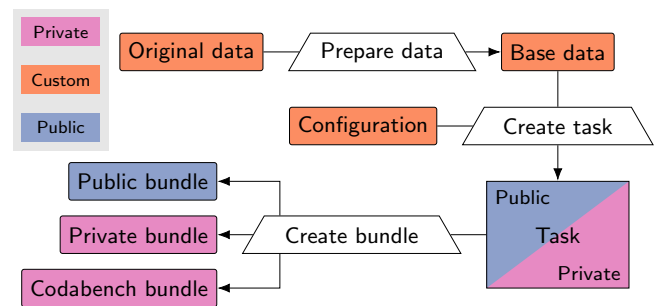 Private
Custom
Public
Original data
Prepare data
Base data
Configuration
Create task
Public bundle
Private bundle
Codabench bundle
Create bundle
Public
Task
Private